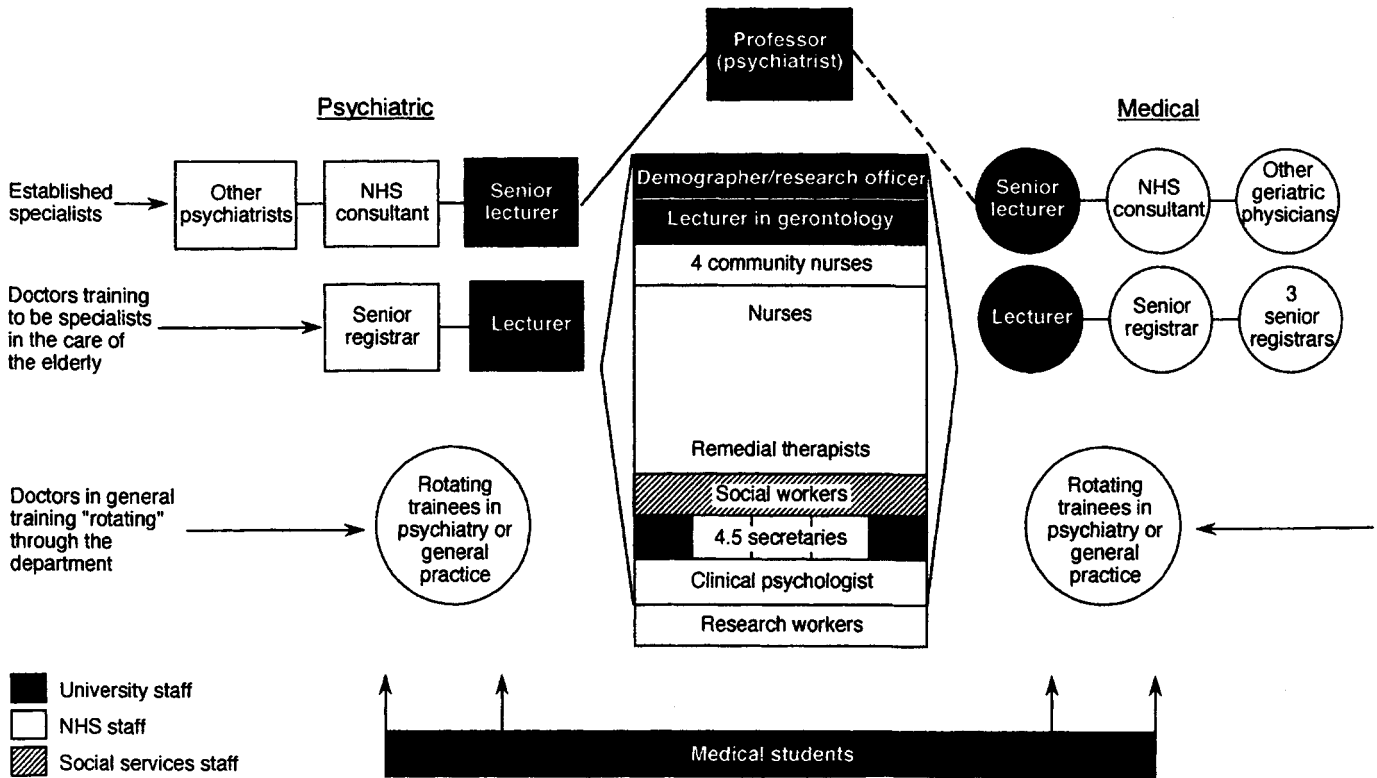 Professor
(psychiatrist)
Psychiatric
Medical
Established
specialists
Other
psychiatrists
NHS
consultant
Senior
lecturer
Demographer/research officer
Lecturer in gerontology
4 community nurses
Nurses
Remedial therapists
Social workers
4.5 secretaries
Clinical psychologist
Research workers
Senior
lecturer
NHS
consultant
Other
geriatric
physicians
Doctors training
to be specialists
in the care of
the elderly
Senior
registrar
Lecturer
Lecturer
Senior
registrar
3
senior
registrars
Doctors in general
training "rotating"
through the
department
Rotating
trainees in
psychiatry or
general
practice
Rotating
trainees in
psychiatry or
general
practice
University staff
NHS staff
Social services staff
Medical students